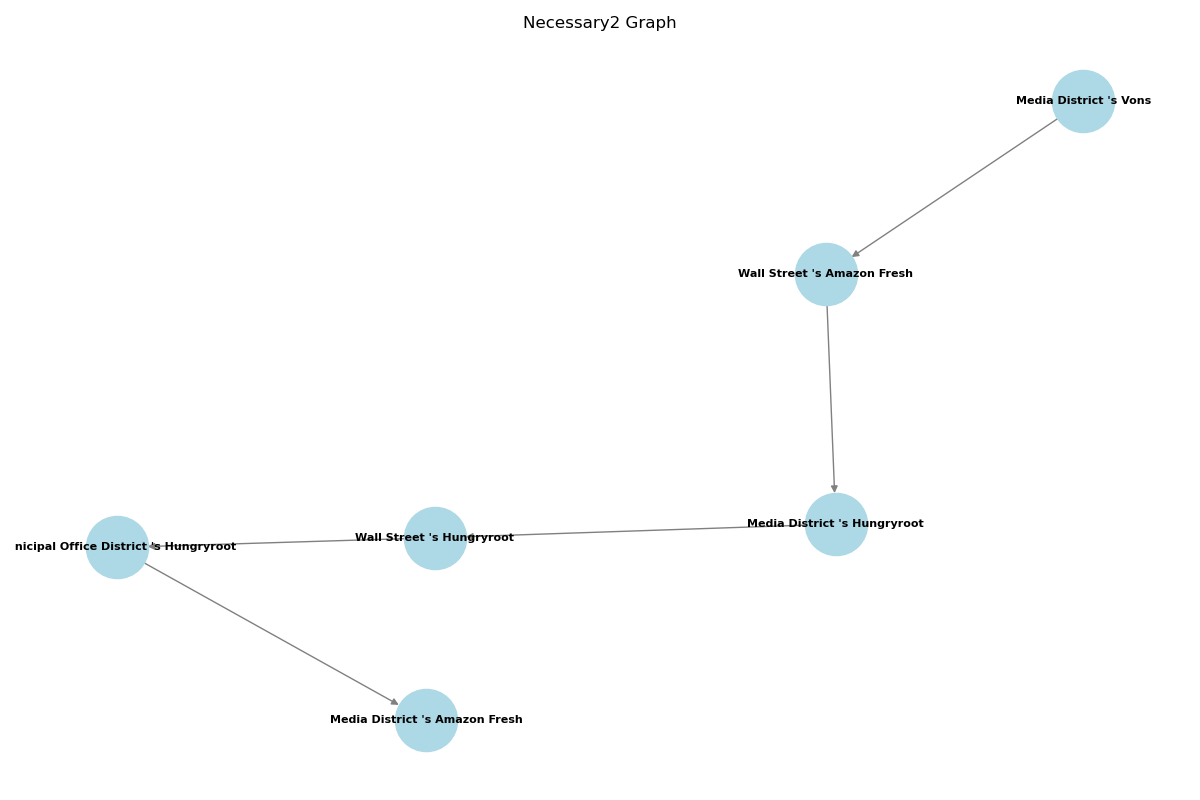 Necessary2 Graph
Media District 's Vons
Wall Street 's Amazon Fresh
Media District 's Hungryroot
Wall Street 's Hungryroot
nicipal Office District 's Hungryroot
Media District 's Amazon Fresh